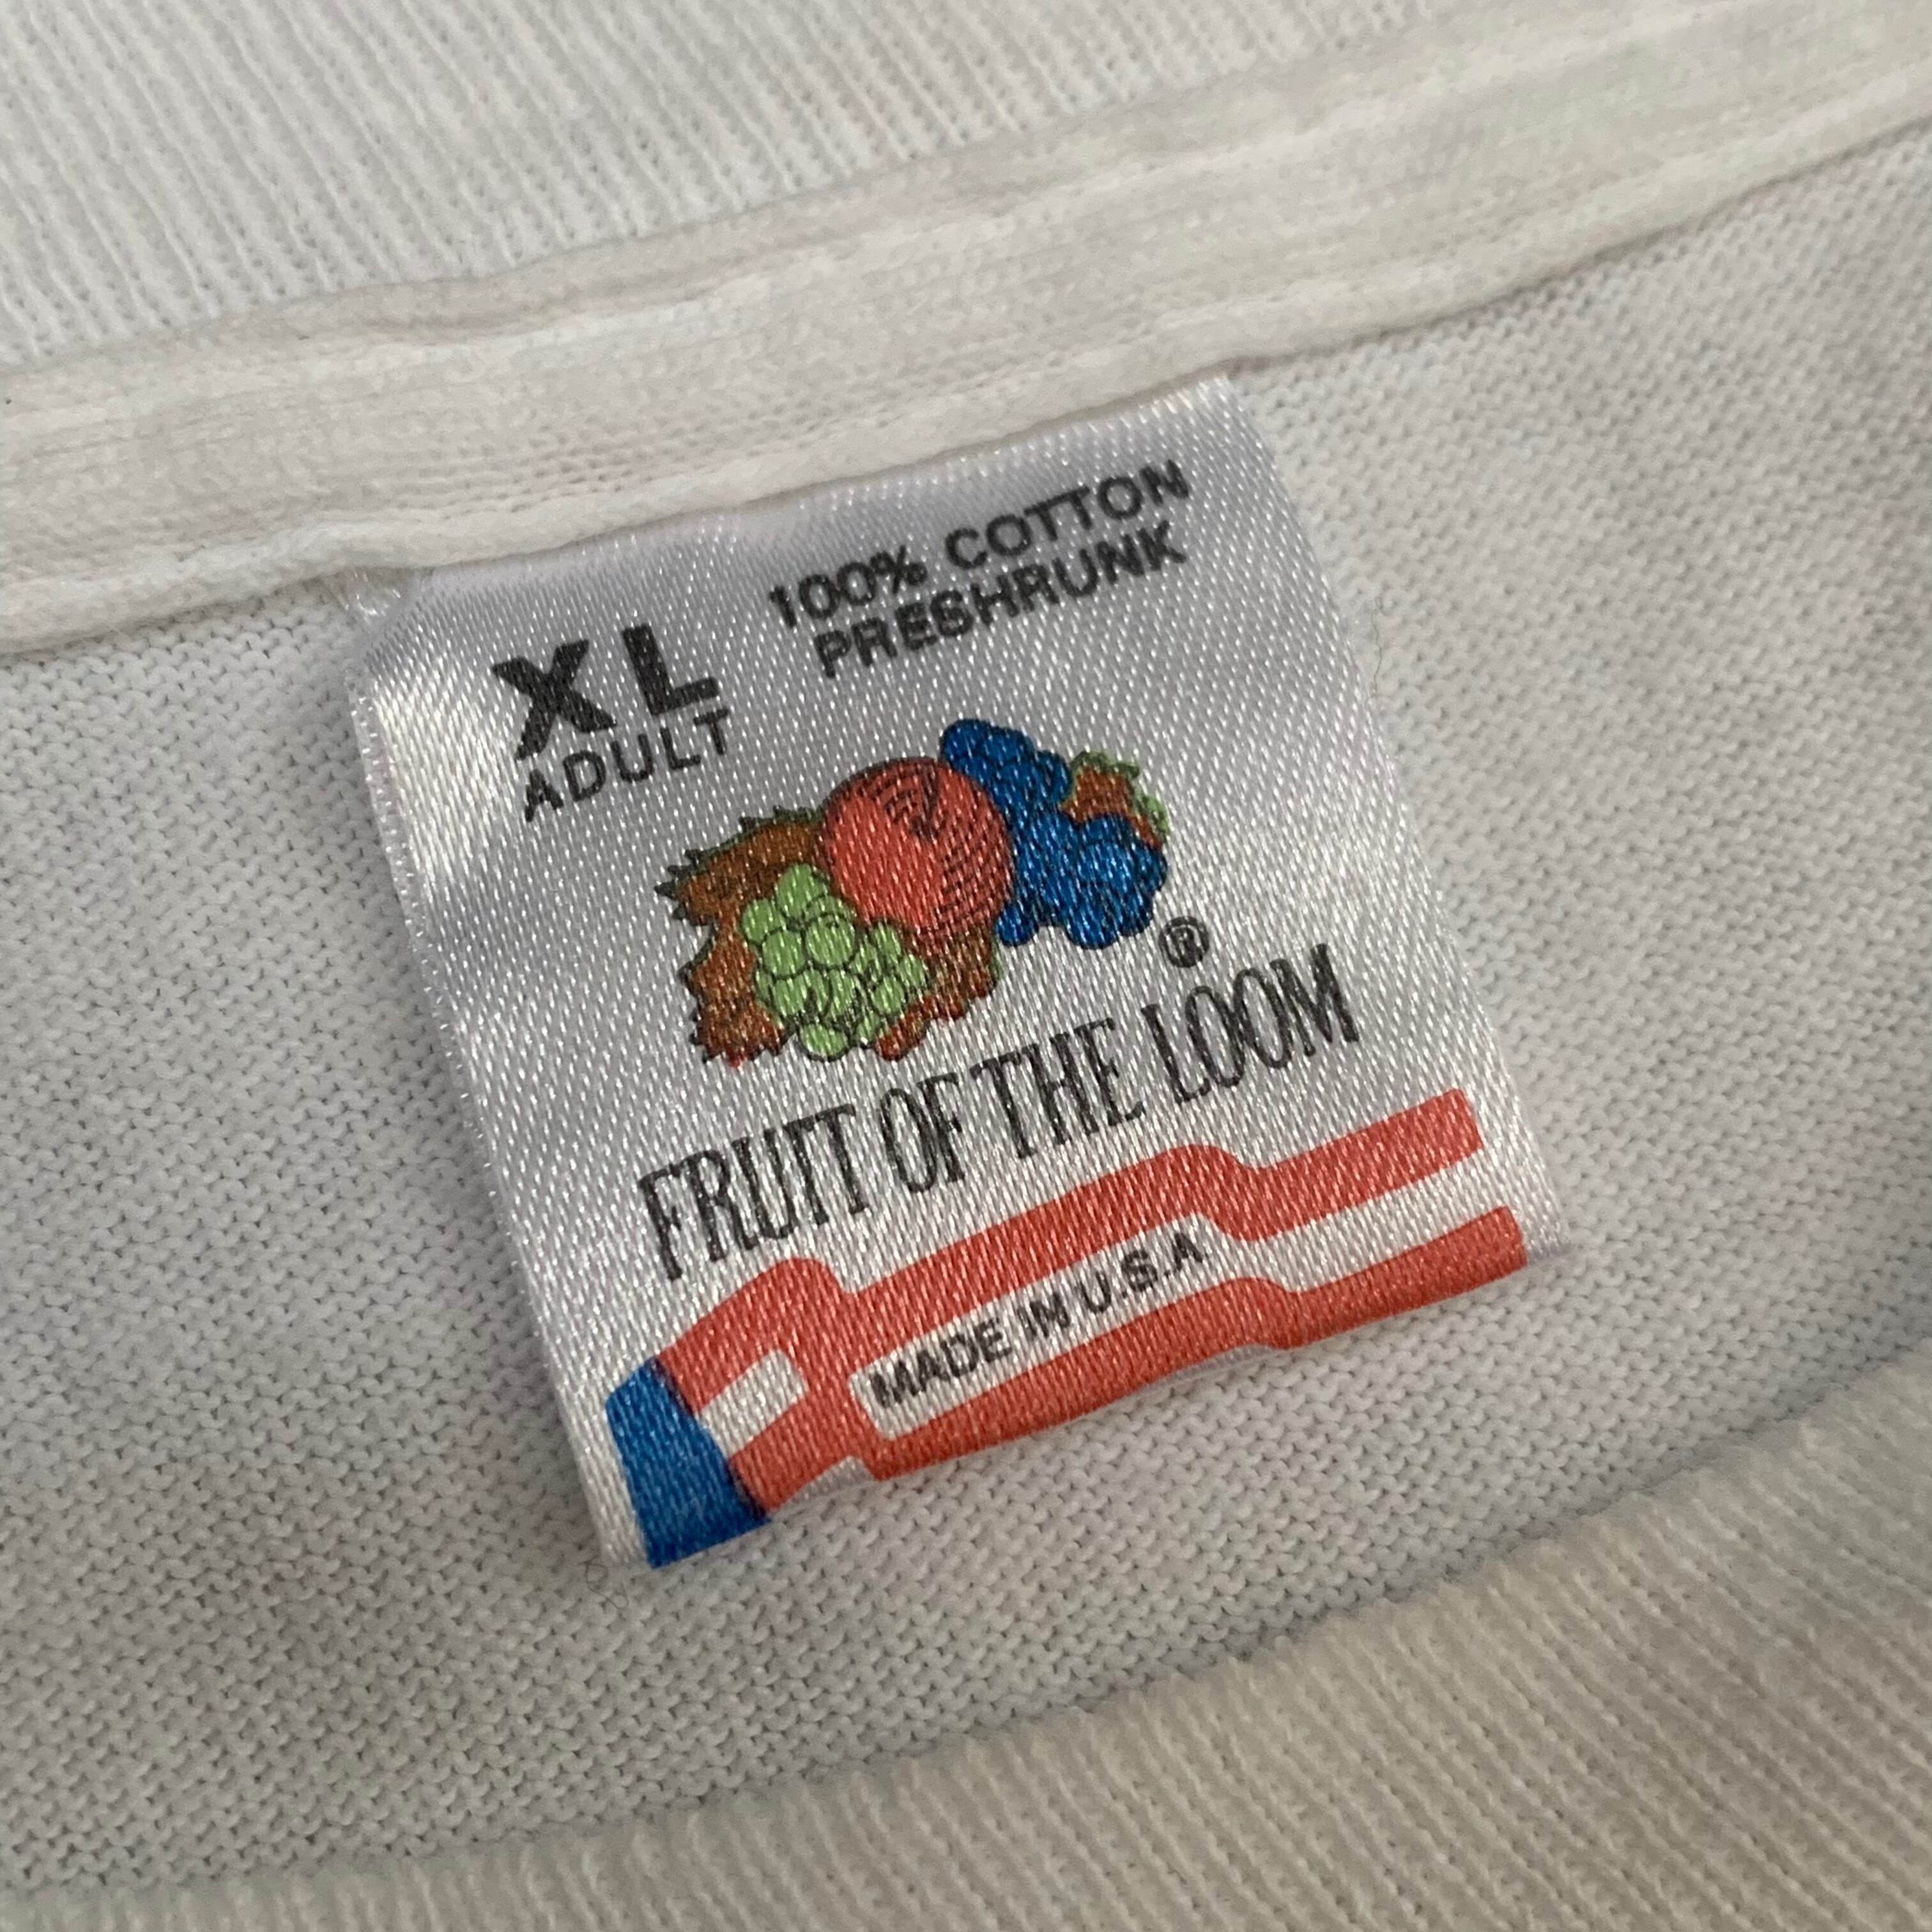 100% COTTON
PRESHRUNK
XL
ADULT
®
FRUIT OF THE LOOM
MADE IN U.S.A